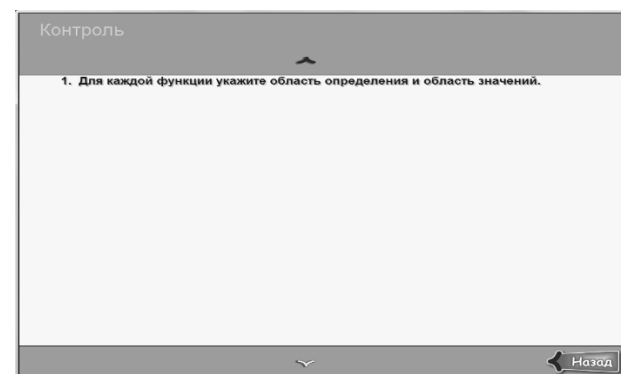 Контроль
1. Для каждой функции укажите область определения и область значений.
Назад